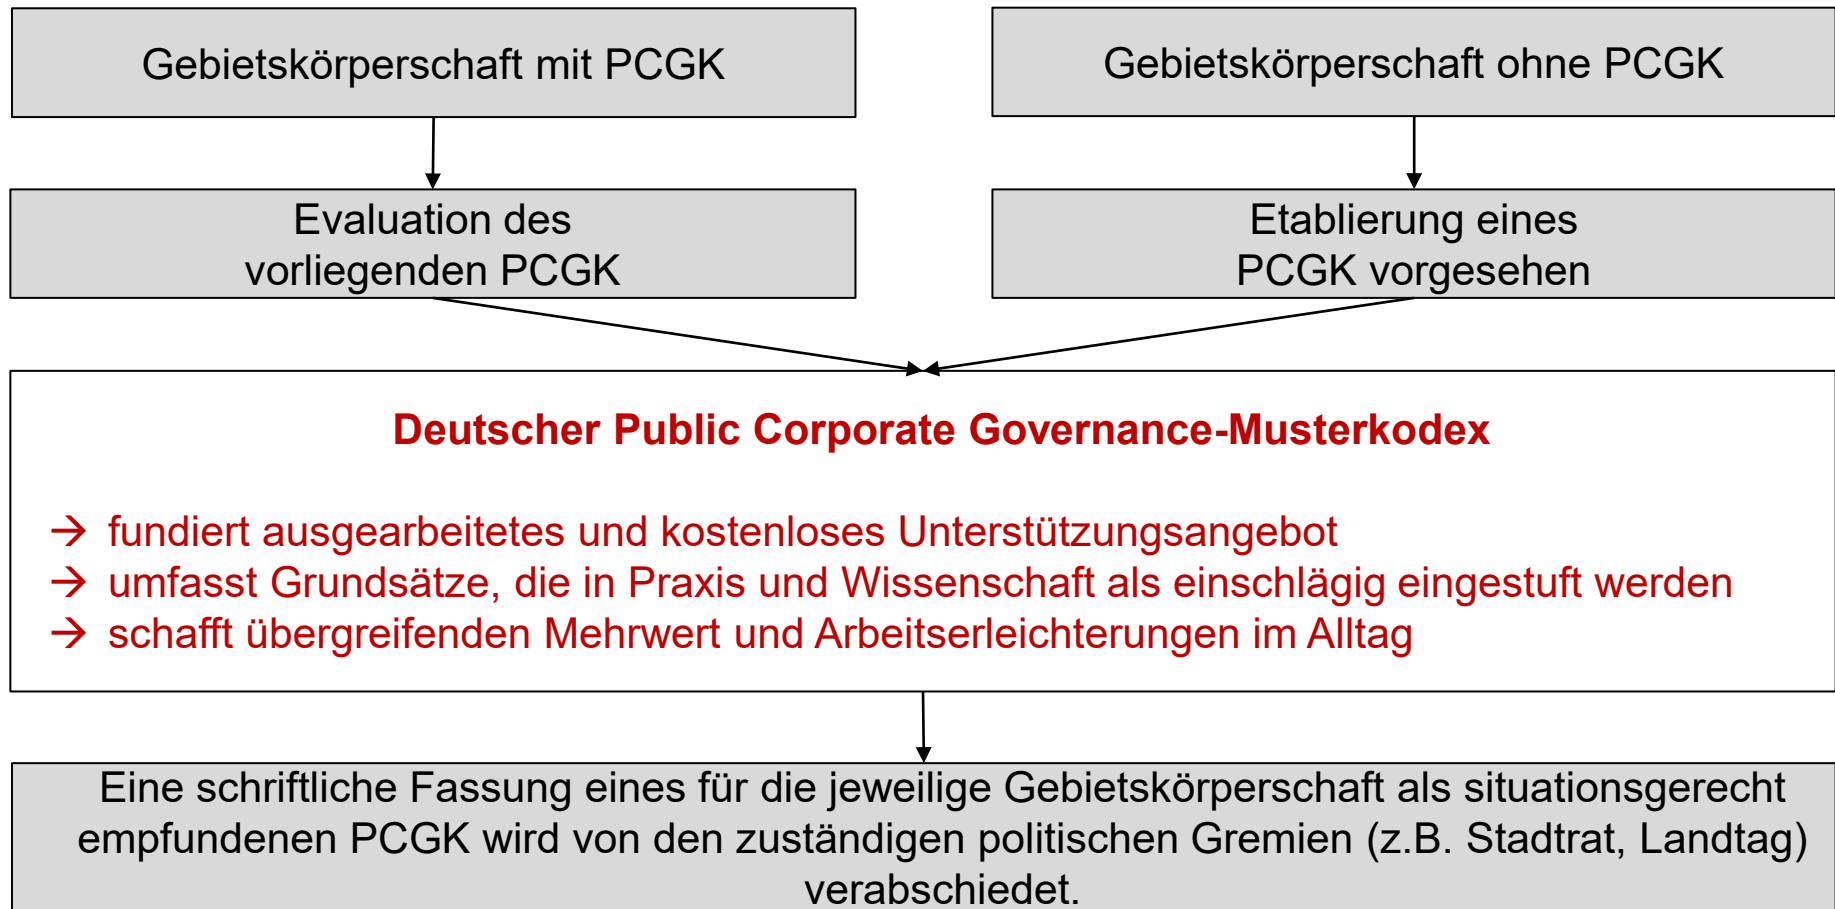 Gebietskörperschaft mit PCGK
Gebietskörperschaft ohne PCGK
Evaluation des
vorliegenden PCGK
Etablierung eines
PCGK vorgesehen
Deutscher Public Corporate Governance-Musterkodex
→ fundiert ausgearbeitetes und kostenloses Unterstützungsangebot
→ umfasst Grundsätze, die in Praxis und Wissenschaft als einschlägig eingestuft werden
→ schafft übergreifenden Mehrwert und Arbeitserleichterungen im Alltag
Eine schriftliche Fassung eines für die jeweilige Gebietskörperschaft als situationsgerecht
empfundenen PCGK wird von den zuständigen politischen Gremien (z.B. Stadtrat, Landtag)
verabschiedet.